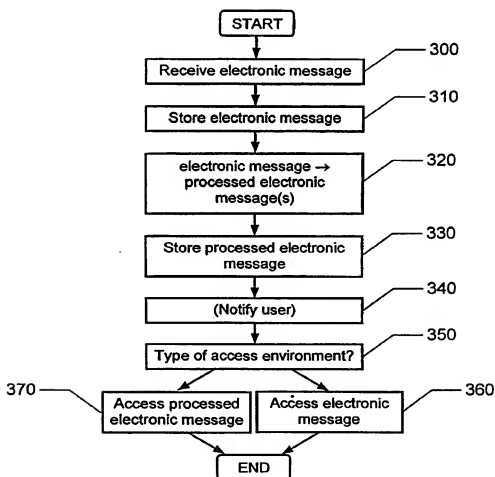 START
Receive electronic message
300
Store electronic message
310
electronic message →
processed electronic
message(s)
320
Store processed electronic
message
330
(Notify user)
340
Type of access environment?
350
370
Access processed
electronic message
Access electronic
message
360
END